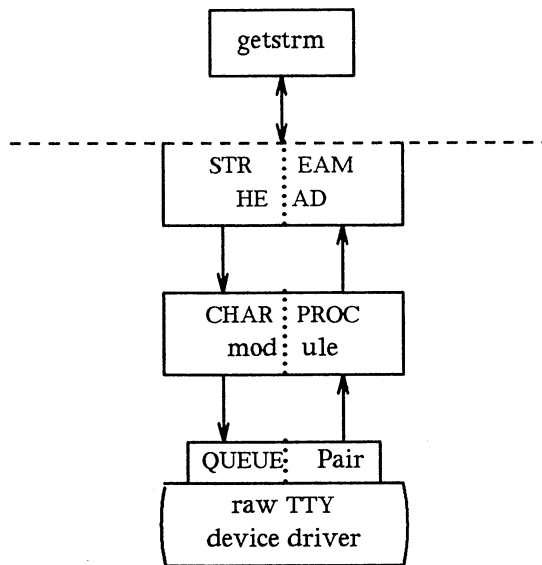 getstrm
STR EAM
HE AD
CHAR PROC
mod ule
QUEUE Pair
raw TTY
device driver